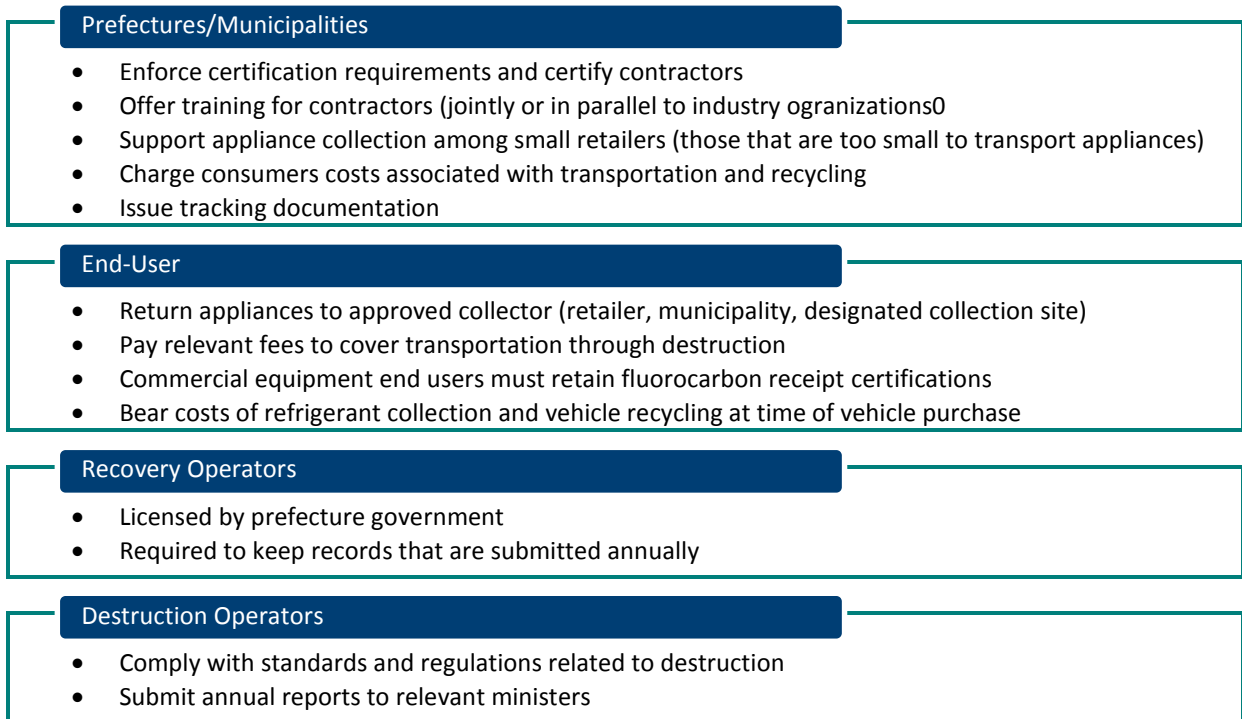 Prefectures/Municipalities
• Enforce certification requirements and certify contractors
• Offer training for contractors (jointly or in parallel to industry ogranizations0
• Support appliance collection among small retailers (those that are too small to transport appliances)
• Charge consumers costs associated with transportation and recycling
• Issue tracking documentation
End-User
• Return appliances to approved collector (retailer, municipality, designated collection site)
• Pay relevant fees to cover transportation through destruction
• Commercial equipment end users must retain fluorocarbon receipt certifications
• Bear costs of refrigerant collection and vehicle recycling at time of vehicle purchase
Recovery Operators
• Licensed by prefecture government
• Required to keep records that are submitted annually
Destruction Operators
• Comply with standards and regulations related to destruction
• Submit annual reports to relevant ministers